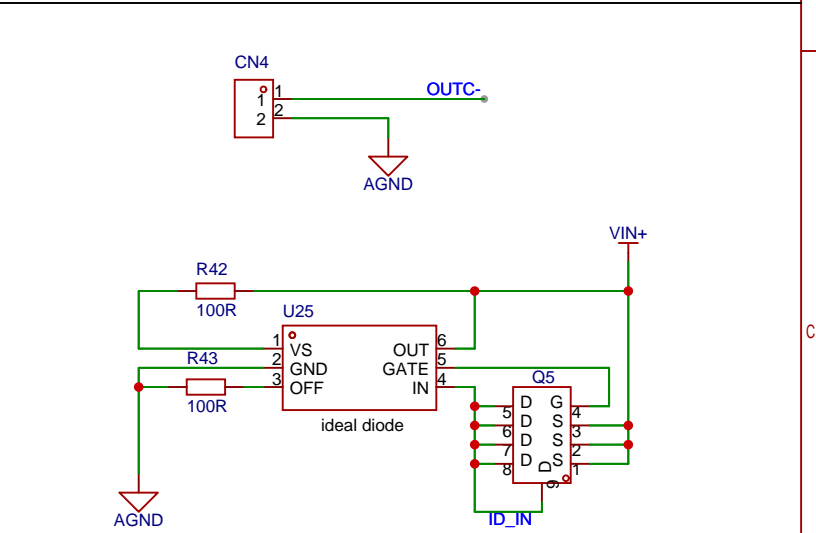 CN4
1
1
2
2
OUTC-
AGND
VIN+
R42
100R
U25
1
VS
OUT
6
2
GND
GATE
5
3
OFF
IN
4
R43
100R
ideal diode
Q5
D
G
5
4
D
S
6
3
D
S
7
2
D
S
8
1
D
9
ID_IN
AGND
C